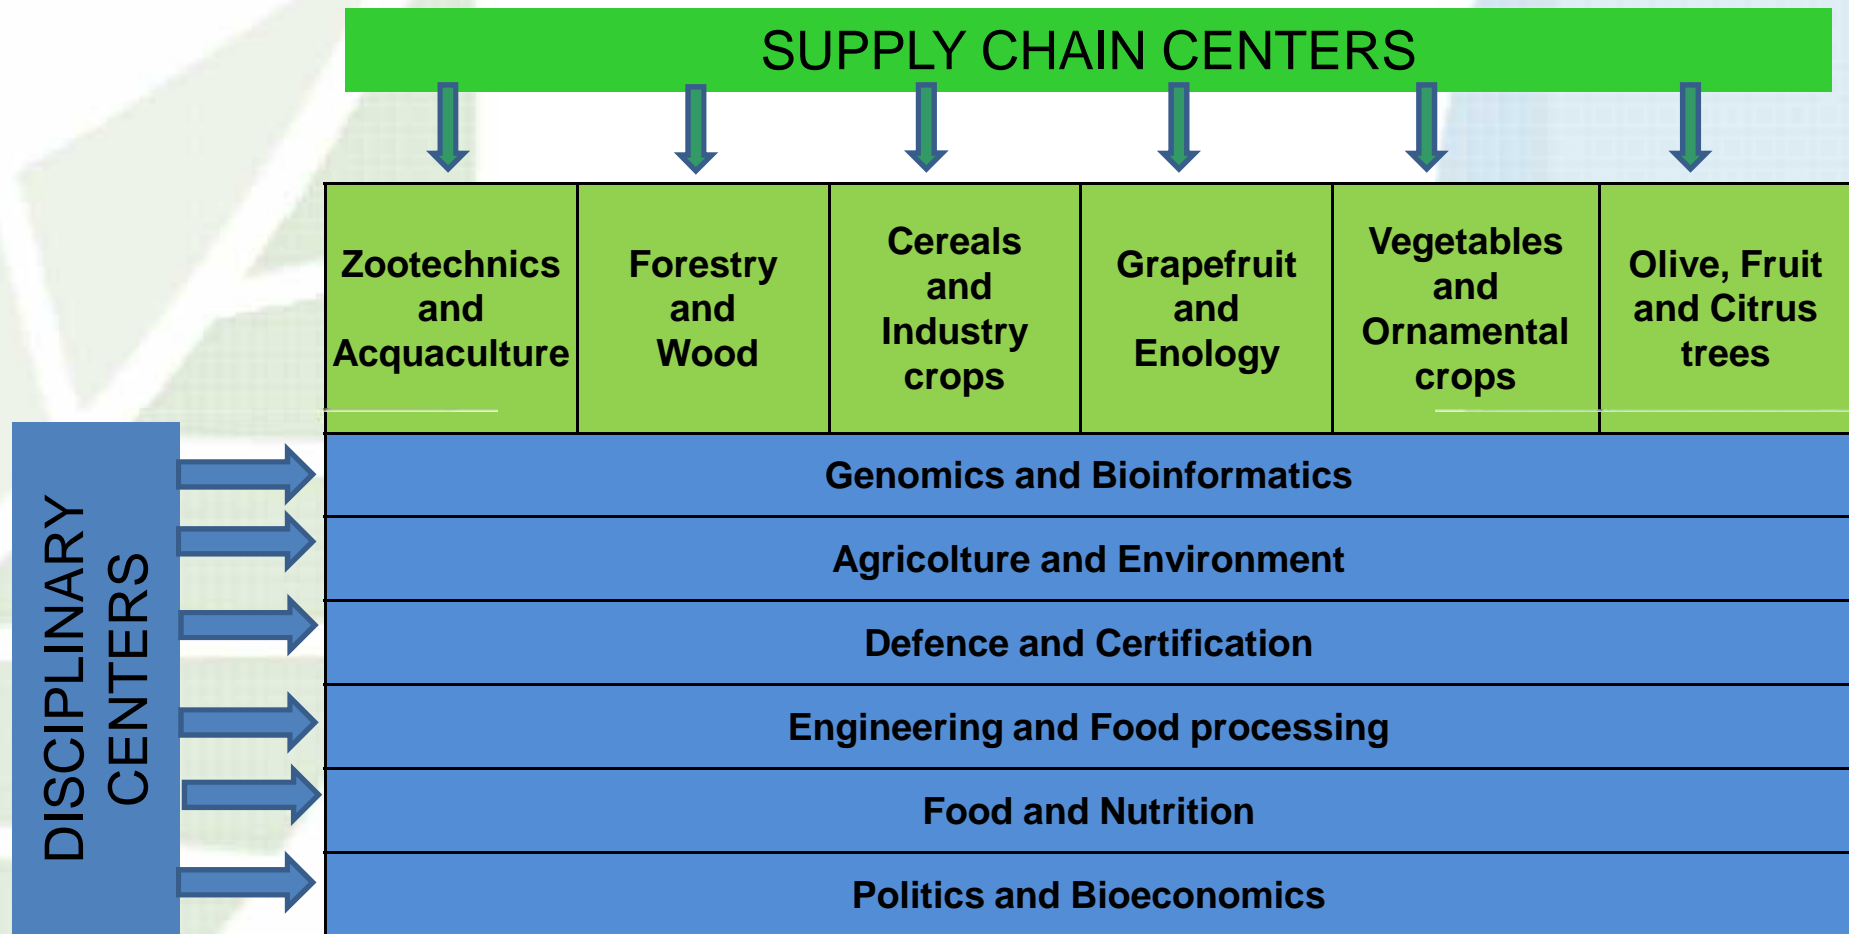 SUPPLY CHAIN CENTERS
Zootechnics
and
Acquaculture
Forestry
and
Wood
Cereals
and
Industry
crops
Grapefruit
and
Enology
Vegetables
and
Ornamental
crops
Olive, Fruit
and Citrus
trees
DISCIPLINARY
CENTERS
Genomics and Bioinformatics
Agricolture and Environment
Defence and Certification
Engineering and Food processing
Food and Nutrition
Politics and Bioeconomics